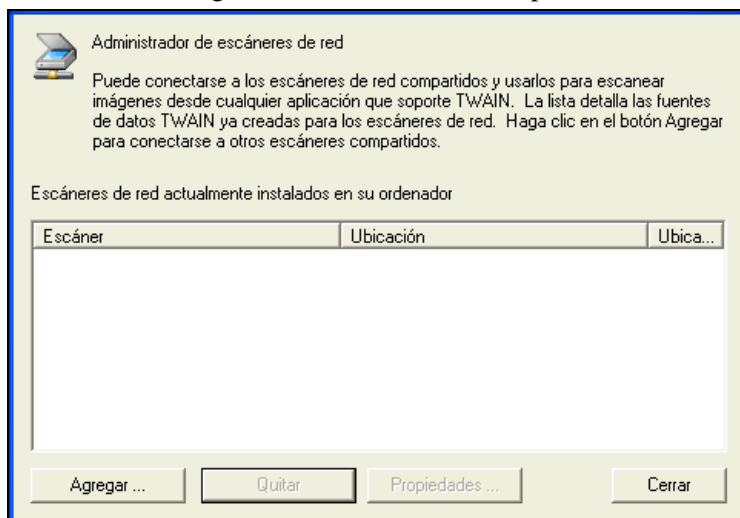 Administrador de escáneres de red
Puede conectarse a los escáneres de red compartidos y usarlos para escanear
imágenes desde cualquier aplicación que soporte TWAIN. La lista detalla las fuentes
de datos TWAIN ya creadas para los escáneres de red. Haga clic en el botón Agregar
para conectarse a otros escáneres compartidos.
Escáneres de red actualmente instalados en su ordenador
Escáner Ubicación Ubica...
Agregar ... Quitar Propiedades ... Cerrar